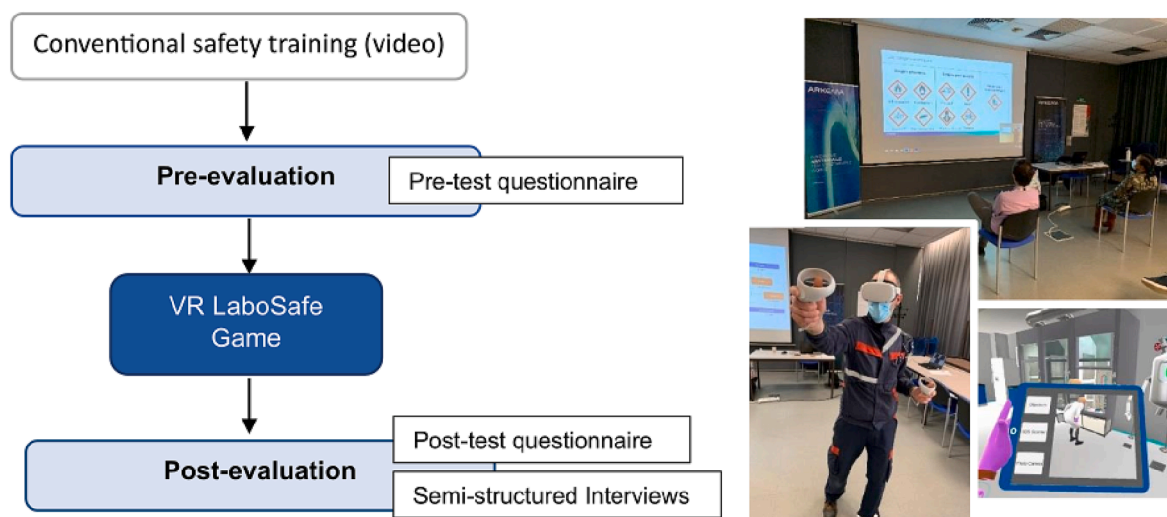 Conventional safety training (video)
Pre-evaluation
Pre-test questionnaire
VR LaboSafe
Game
Post-evaluation
Post-test questionnaire
Semi-structured Interviews
ARKEMA